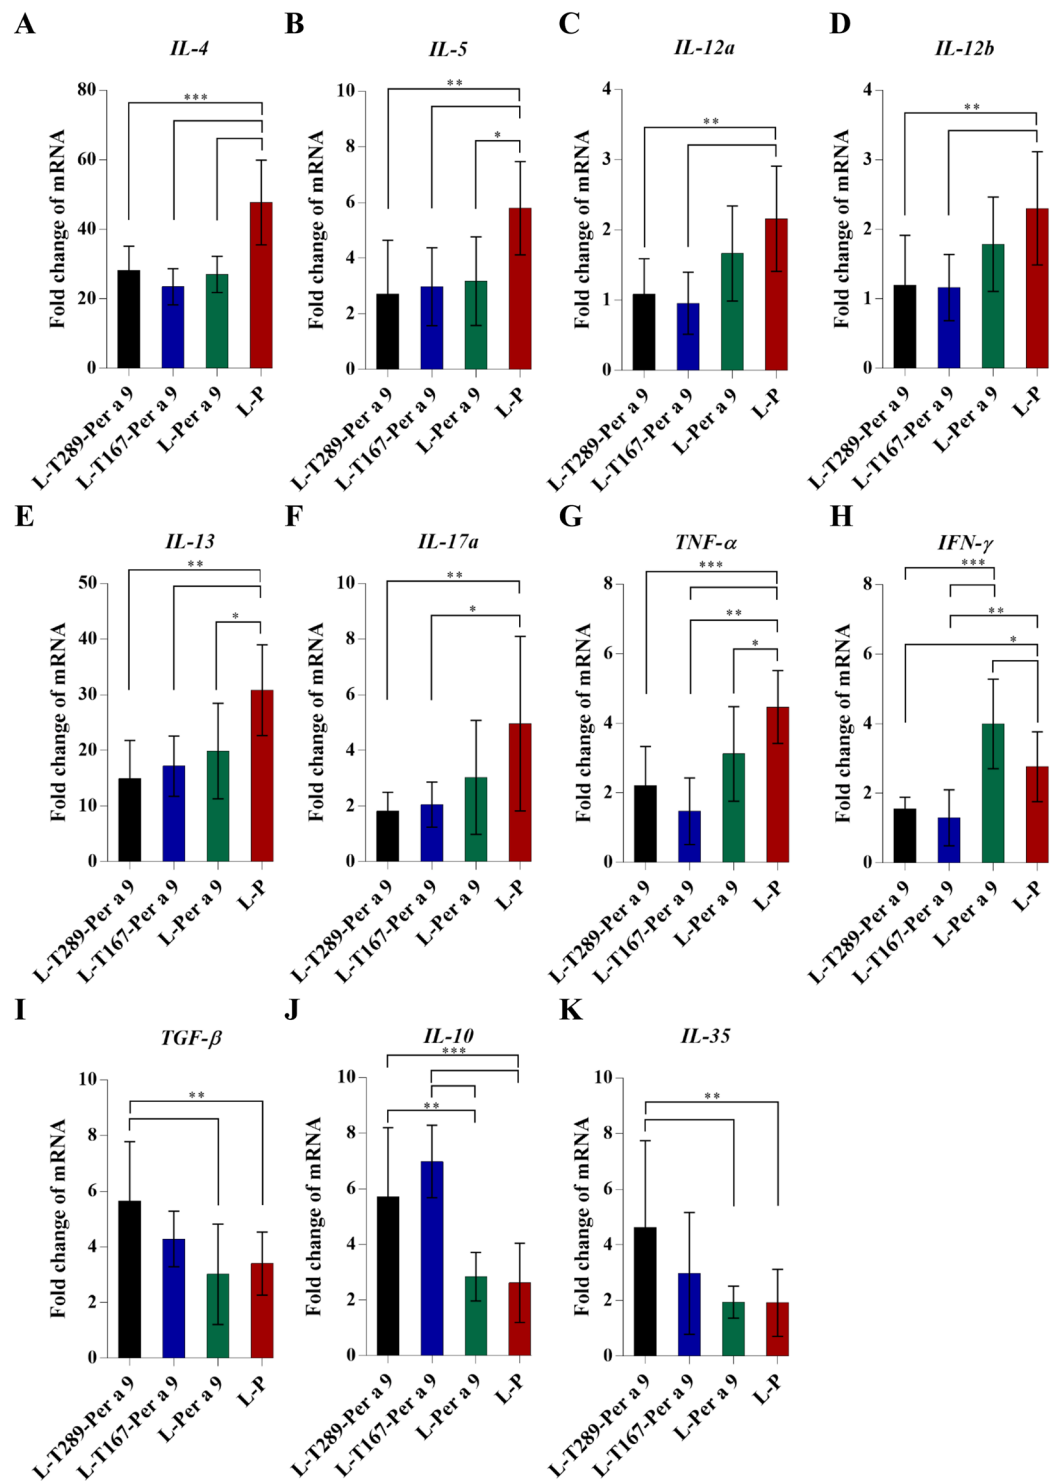 A
IL-4
Fold change of mRNA
80
60
40
20
0
***
L-T289-Per a 9
L-T167-Per a 9
L-Per a 9
L-P
B
IL-5
Fold change of mRNA
10
8
6
4
2
0
**
*
L-T289-Per a 9
L-T167-Per a 9
L-Per a 9
L-P
C
IL-12a
Fold change of mRNA
4
3
2
1
0
**
L-T289-Per a 9
L-T167-Per a 9
L-Per a 9
L-P
D
IL-12b
Fold change of mRNA
4
3
2
1
0
**
L-T289-Per a 9
L-T167-Per a 9
L-Per a 9
L-P
E
IL-13
Fold change of mRNA
50
40
30
20
10
0
**
*
L-T289-Per a 9
L-T167-Per a 9
L-Per a 9
L-P
F
IL-17a
Fold change of mRNA
10
8
6
4
2
0
**
*
L-T289-Per a 9
L-T167-Per a 9
L-Per a 9
L-P
G
TNF-α
Fold change of mRNA
8
6
4
2
0
***
**
*
L-T289-Per a 9
L-T167-Per a 9
L-Per a 9
L-P
H
IFN-γ
Fold change of mRNA
8
6
4
2
0
***
**
*
L-T289-Per a 9
L-T167-Per a 9
L-Per a 9
L-P
I
TGF-β
Fold change of mRNA
10
8
6
4
2
0
**
L-T289-Per a 9
L-T167-Per a 9
L-Per a 9
L-P
J
IL-10
Fold change of mRNA
10
8
6
4
2
0
***
**
L-T289-Per a 9
L-T167-Per a 9
L-Per a 9
L-P
K
IL-35
Fold change of mRNA
10
8
6
4
2
0
**
L-T289-Per a 9
L-T167-Per a 9
L-Per a 9
L-P